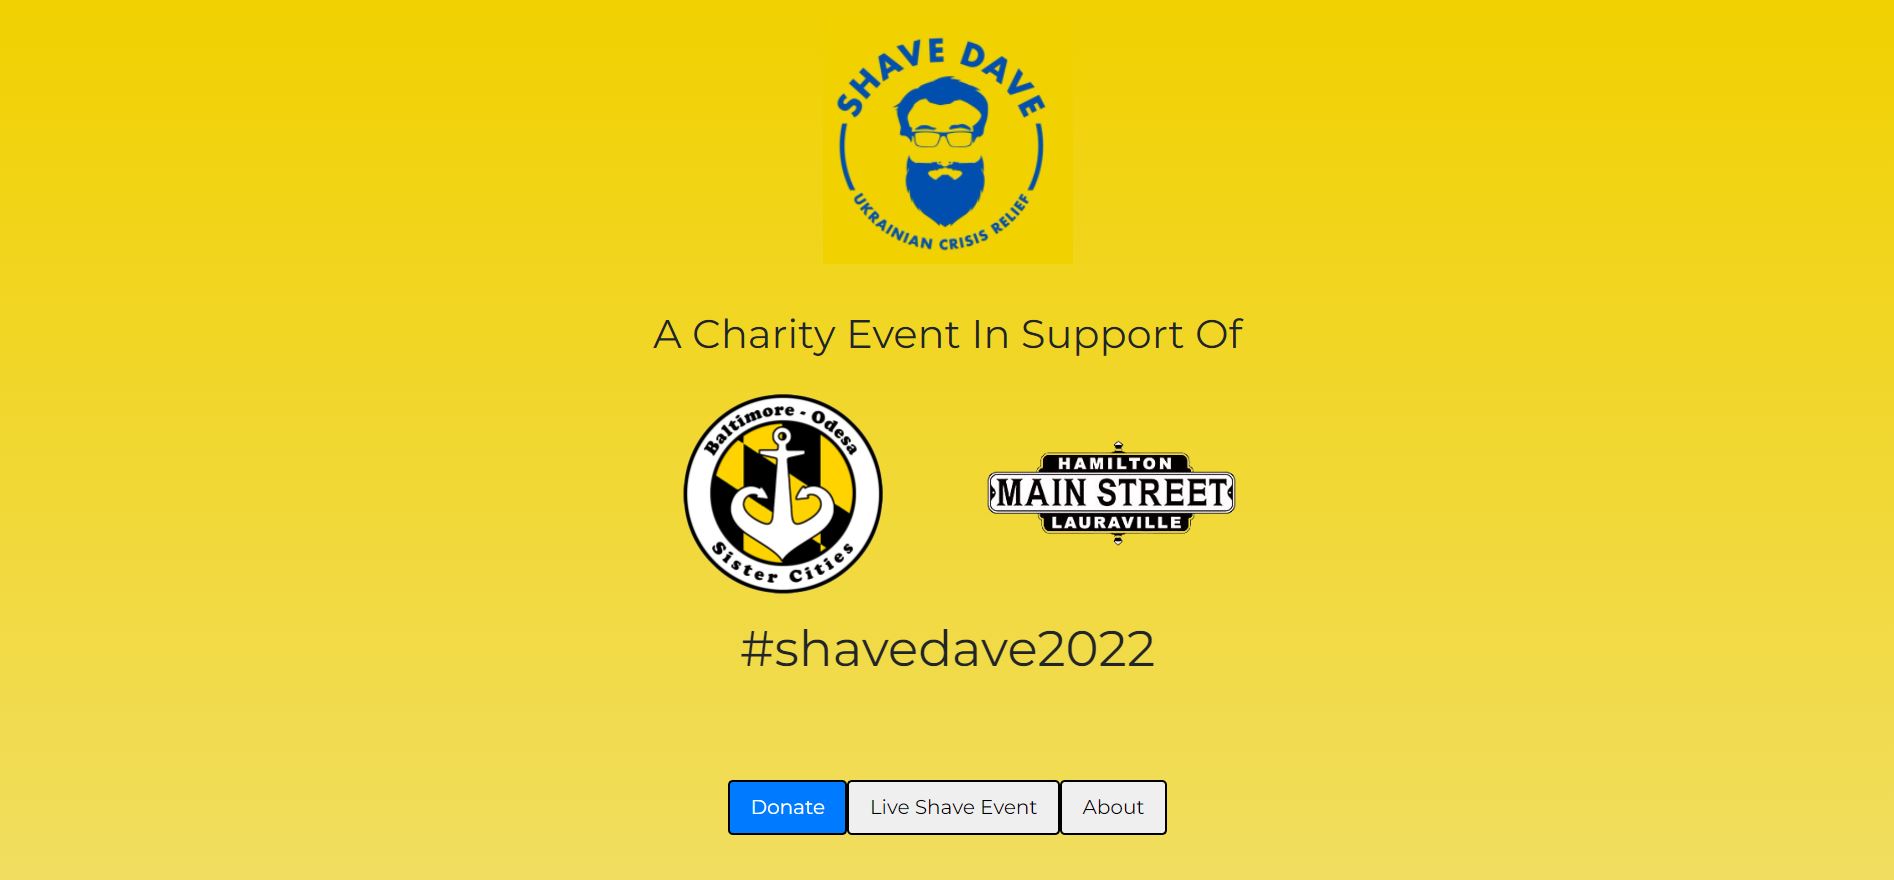 SHAVE DAVE
UKRAINIAN CRISIS RELIEF
A Charity Event In Support Of
Baltimore - Odesa
Sister Cities
HAMILTON
MAIN STREET
LAURAVILLE
#shavedave2022
Donate
Live Shave Event
About